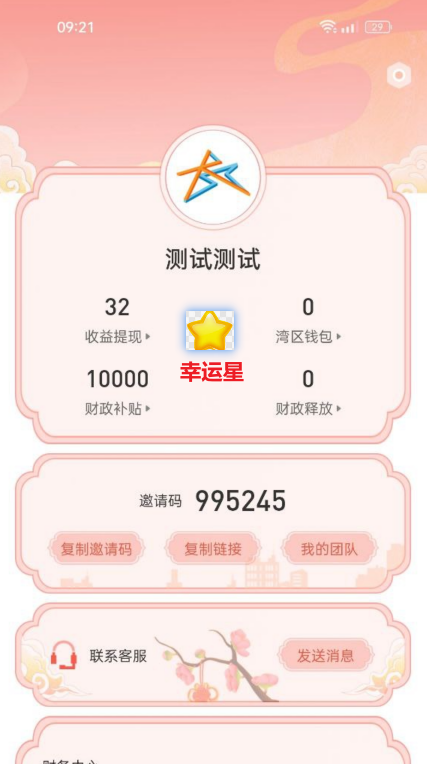 09:21
29
测试测试
32
0
收益提现
湾区钱包
幸运星
10000
0
财政补贴
财政释放
邀请码 995245
复制邀请码 复制链接 我的团队
联系客服 发送消息